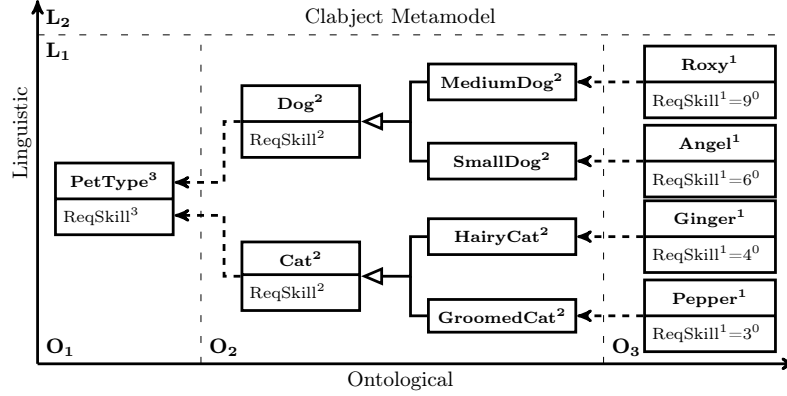 L₂
Clabject Metamodel
L₁
Linguistic
PetType³
ReqSkill³
Dog²
ReqSkill²
Cat²
ReqSkill²
MediumDog²
SmallDog²
HairyCat²
GroomedCat²
Roxy¹
ReqSkill¹=9⁰
Angel¹
ReqSkill¹=6⁰
Ginger¹
ReqSkill¹=4⁰
Pepper¹
ReqSkill¹=3⁰
O₁
O₂
O₃
Ontological